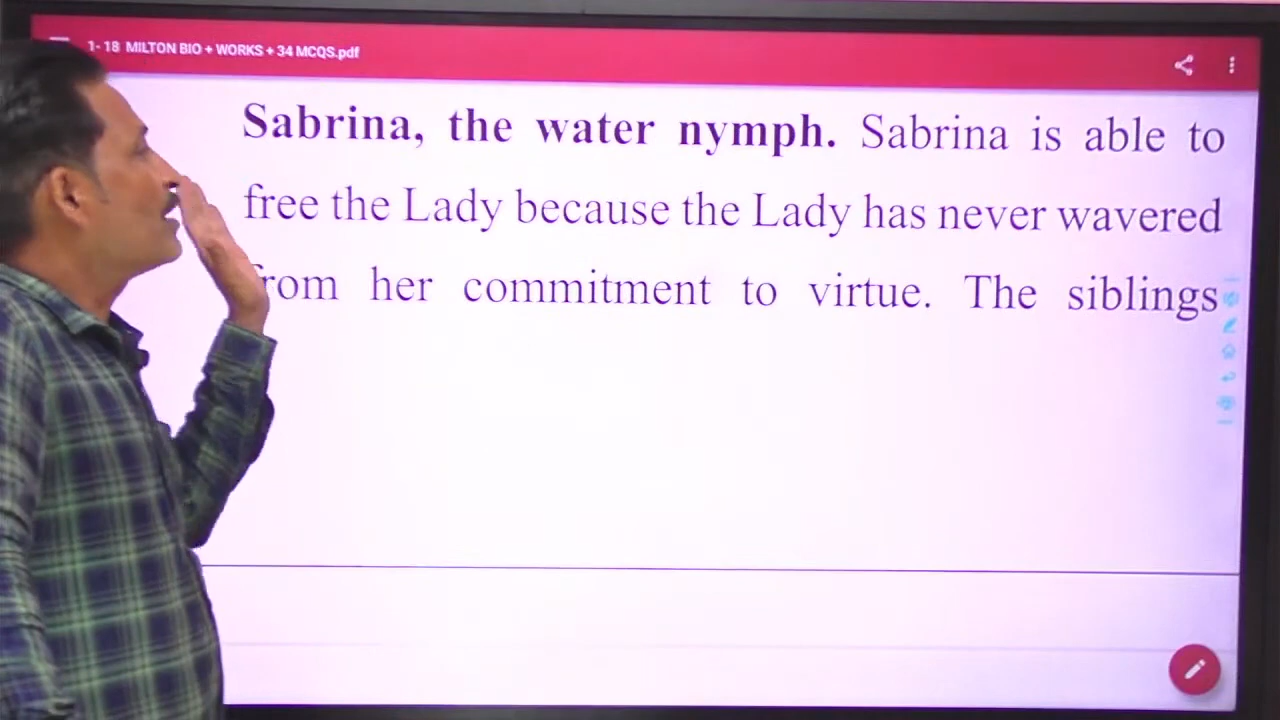 1- 18 MILTON BIO + WORKS + 34 MCQS.pdf
Sabrina, the water nymph. Sabrina is able to
free the Lady because the Lady has never wavered
from her commitment to virtue. The siblings